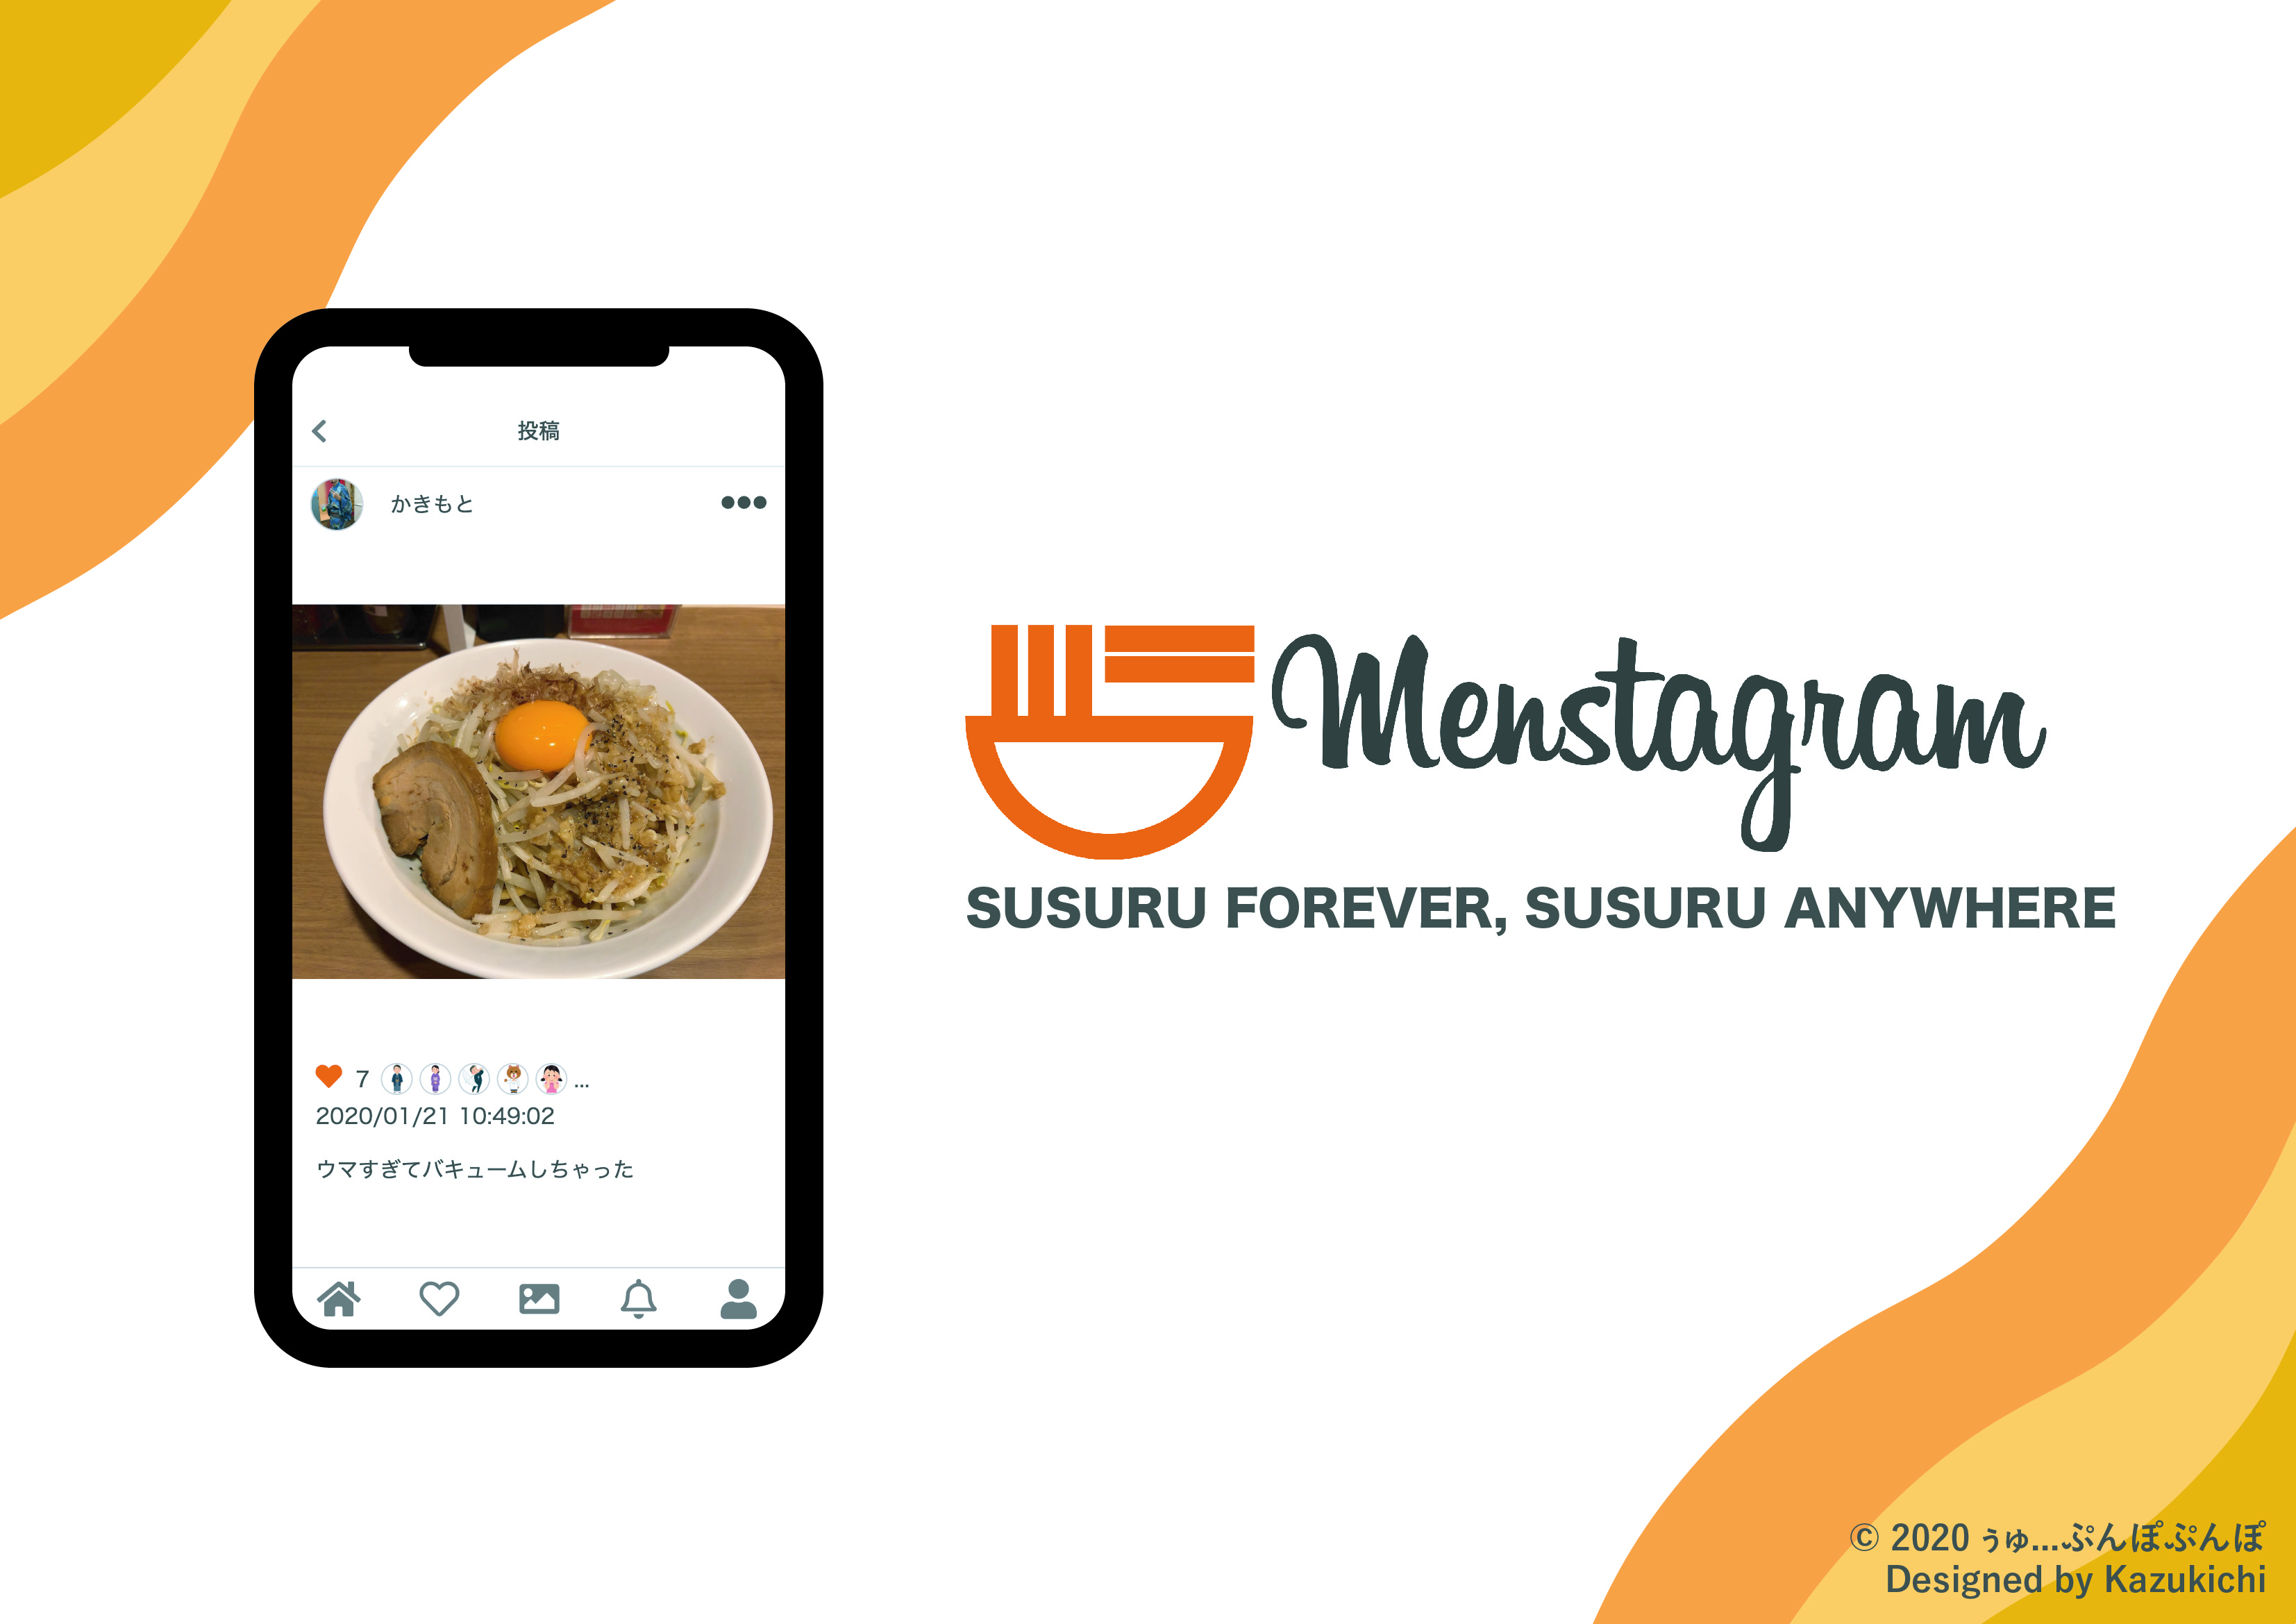 投稿
かきもと
7 ...
2020/01/21 10:49:02
ウマすぎてバキュームしちゃった
Menstagram
SUSURU FOREVER, SUSURU ANYWHERE
© 2020 ぅゅ...ぷんぽぷんぽ
Designed by Kazukichi